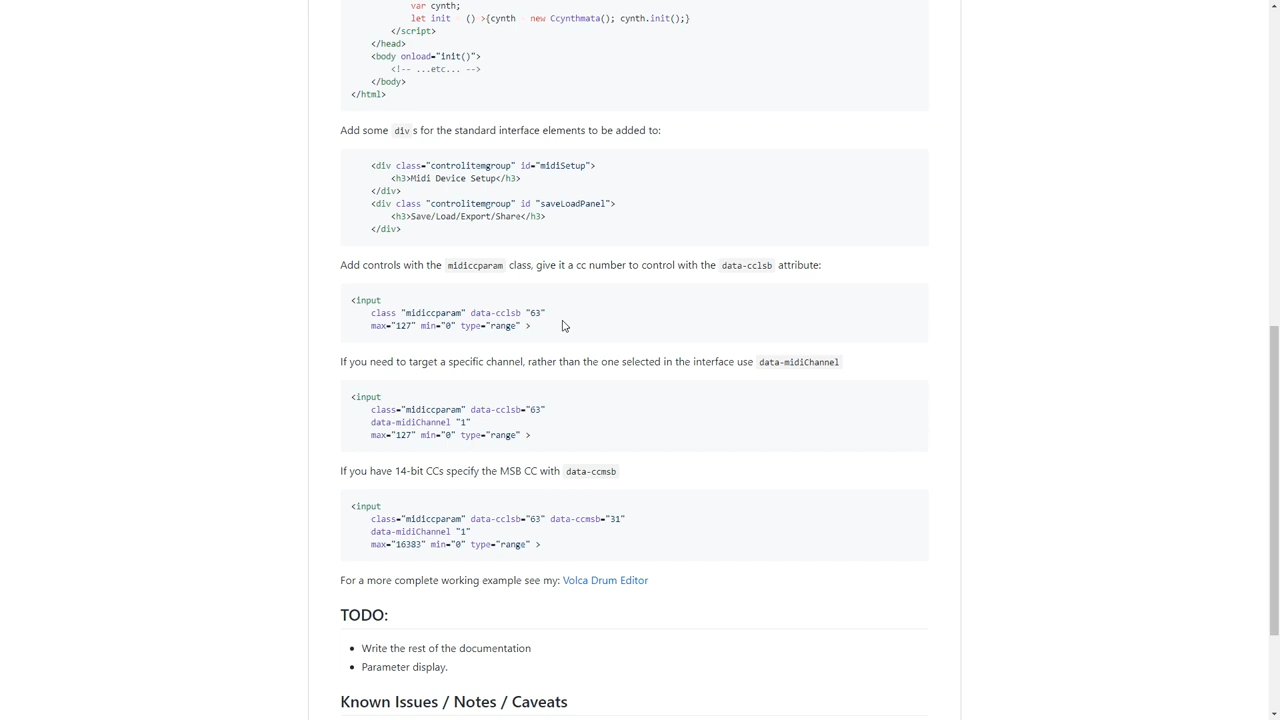 var cynth;
let init () >{cynth new Ccynthmata(); cynth.init();}
</script>
</head>
<body onload="init()">
<!-- ...etc... -->
</body>
</html>
Add some div s for the standard interface elements to be added to:
<div class="controlitemgroup" id="midiSetup">
<h3>Midi Device Setup</h3>
</div>
<div class "controlitemgroup" id "saveLoadPanel">
<h3>Save/Load/Export/Share</h3>
</div>
Add controls with the midiccparam class, give it a cc number to control with the data-cclsb attribute:
<input
class "midiccparam" data-cclsb "63"
max="127" min="0" type="range" >
If you need to target a specific channel, rather than the one selected in the interface use data-midiChannel
<input
class="midiccparam" data-cclsb="63"
data-midiChannel "1"
max="127" min="0" type="range" >
If you have 14-bit CCs specify the MSB CC with data-ccmsb
<input
class="midiccparam" data-cclsb="63" data-ccmsb="31"
data-midiChannel "1"
max="16383" min="0" type="range" >
For a more complete working example see my: Volca Drum Editor
TODO:
Write the rest of the documentation
Parameter display.
Known Issues / Notes / Caveats